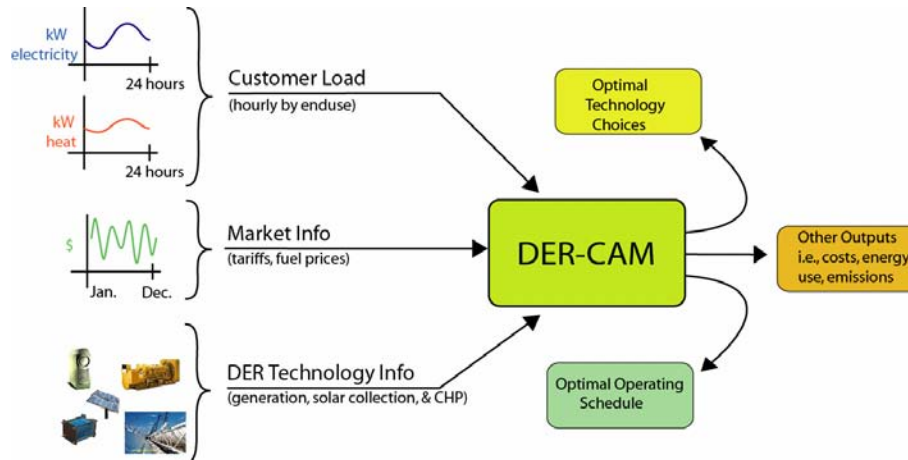 kW
electricity
24 hours
kW
heat
24 hours
Customer Load
(hourly by enduse)
$
Jan.
Dec.
Market Info
(tariffs, fuel prices)
DER Technology Info
(generation, solar collection, & CHP)
DER-CAM
Optimal
Technology
Choices
Other Outputs
i.e., costs, energy
use, emissions
Optimal Operating
Schedule